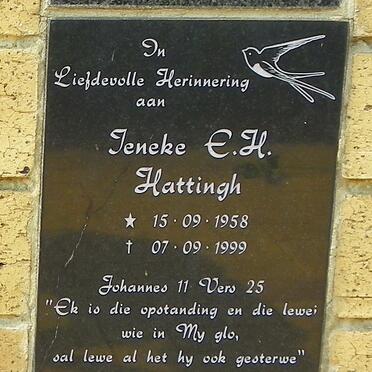 In
Liefdevolle Herinnering
aan
Ieneke E.H.
Hattingh
★ 15·09·1958
† 07·09·1999
Johannes 11 Vers 25
"Ek is die opstanding en die lewe;
wie in My glo,
sal lewe al het hy ook gesterwe"